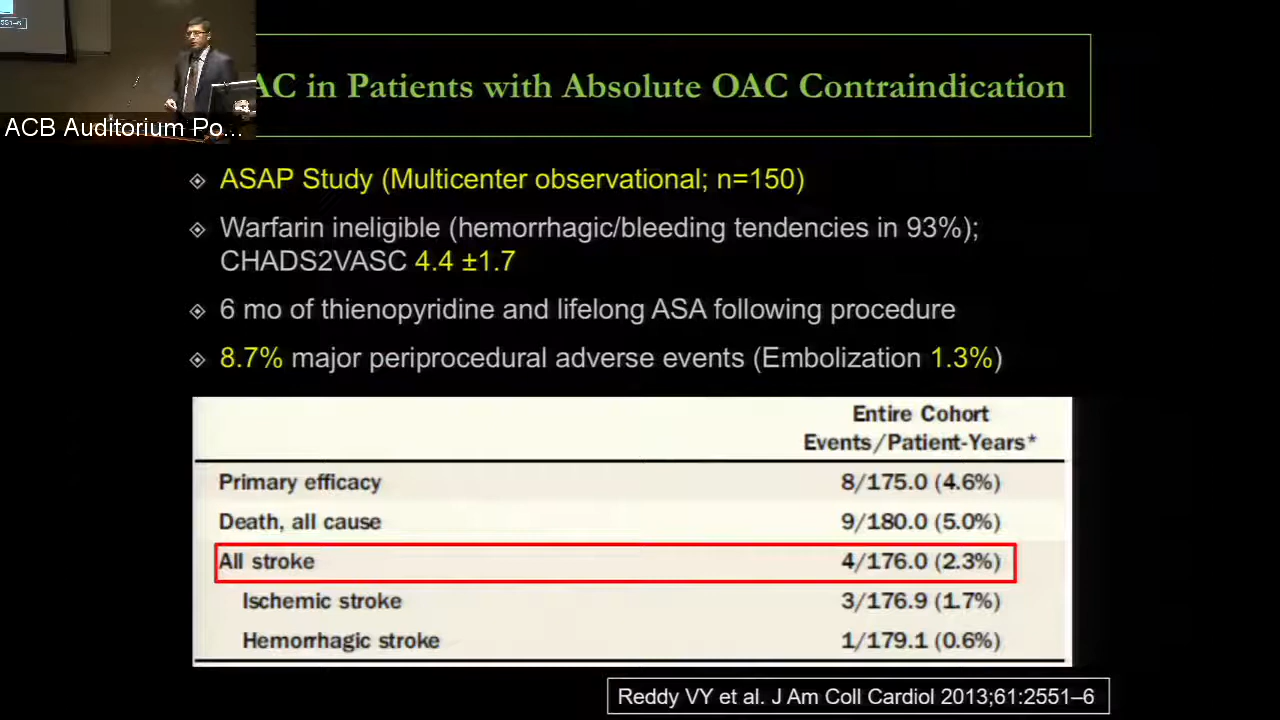 2551–6
ACB Auditorium Po...
AC in Patients with Absolute OAC Contraindication
ASAP Study (Multicenter observational; n=150)
Warfarin ineligible (hemorrhagic/bleeding tendencies in 93%);
CHADS2VASC 4.4 ±1.7
6 mo of thienopyridine and lifelong ASA following procedure
8.7% major periprocedural adverse events (Embolization 1.3%)
Entire Cohort
Events/Patient-Years*
Primary efficacy 8/175.0 (4.6%)
Death, all cause 9/180.0 (5.0%)
All stroke 4/176.0 (2.3%)
Ischemic stroke 3/176.9 (1.7%)
Hemorrhagic stroke 1/179.1 (0.6%)
Reddy VY et al. J Am Coll Cardiol 2013;61:2551–6